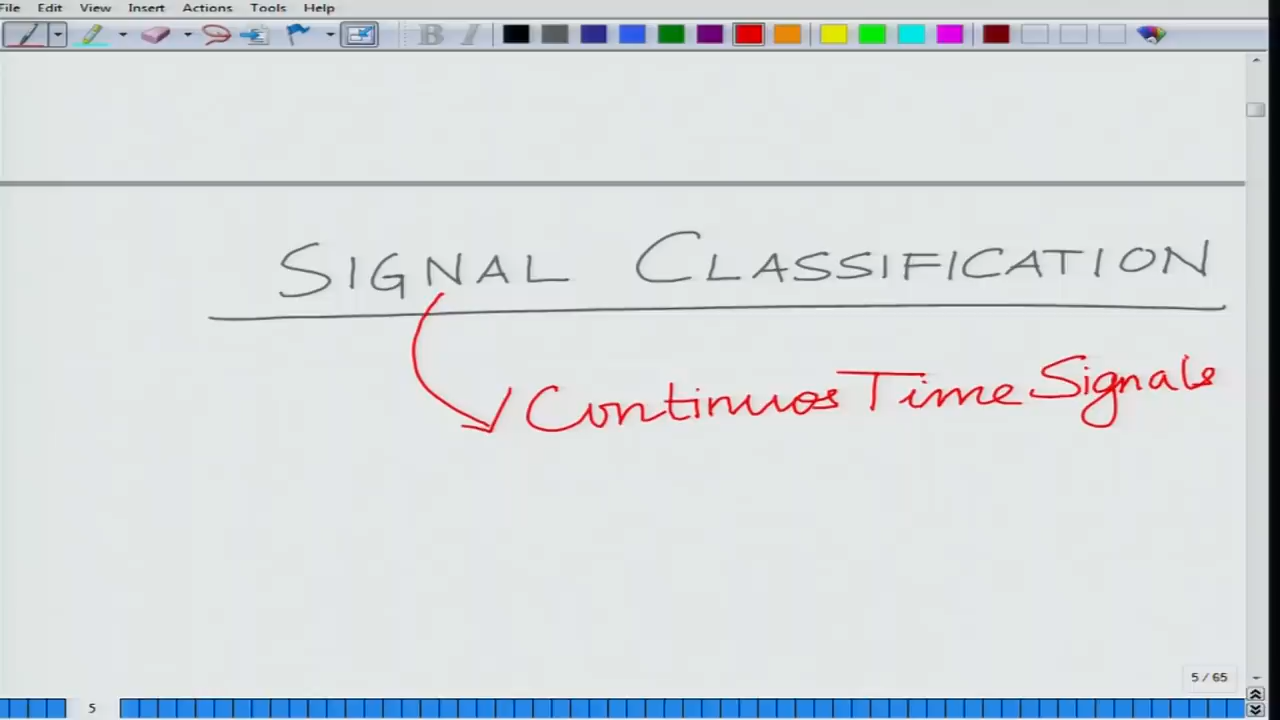 File Edit View Insert Actions Tools Help
B I
SIGNAL CLASSIFICATION
Continuos Time Signals
5 / 65
5